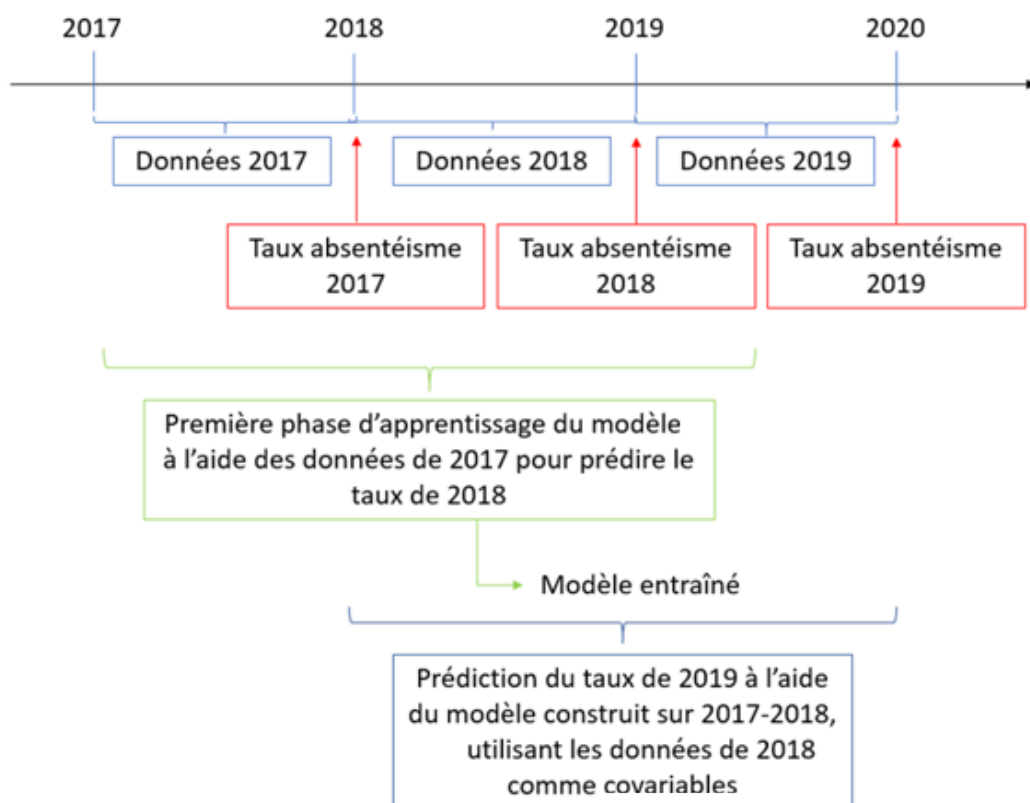 2017 2018 2019 2020
Données 2017 Données 2018 Données 2019
Taux absentéisme
2017
Taux absentéisme
2018
Taux absentéisme
2019
Première phase d’apprentissage du modèle
à l’aide des données de 2017 pour prédire le
taux de 2018
Modèle entraîné
Prédiction du taux de 2019 à l’aide
du modèle construit sur 2017-2018,
utilisant les données de 2018
comme covariables